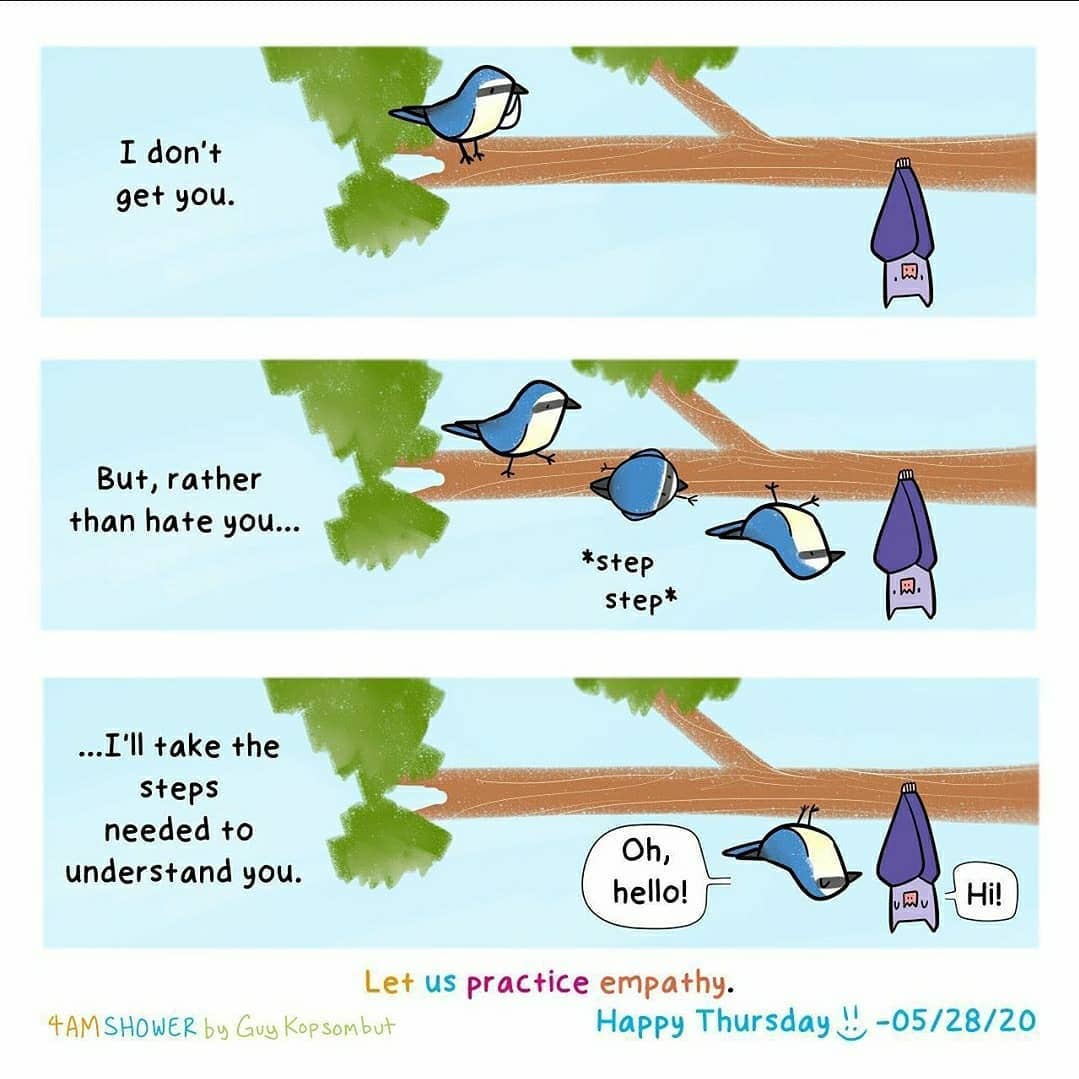 I don't
get you.
But, rather
than hate you...
*step
step*
...I'll take the
steps
needed to
understand you.
Oh,
hello!
Hi!
Let us practice empathy.
4AM SHOWER by Guy Kopsombut
Happy Thursday!! -05/28/20